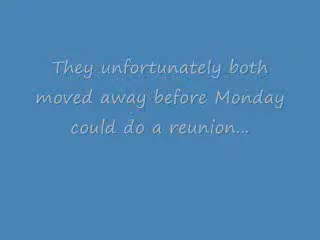 They unfortunately both
moved away before Monday
could do a reunion...